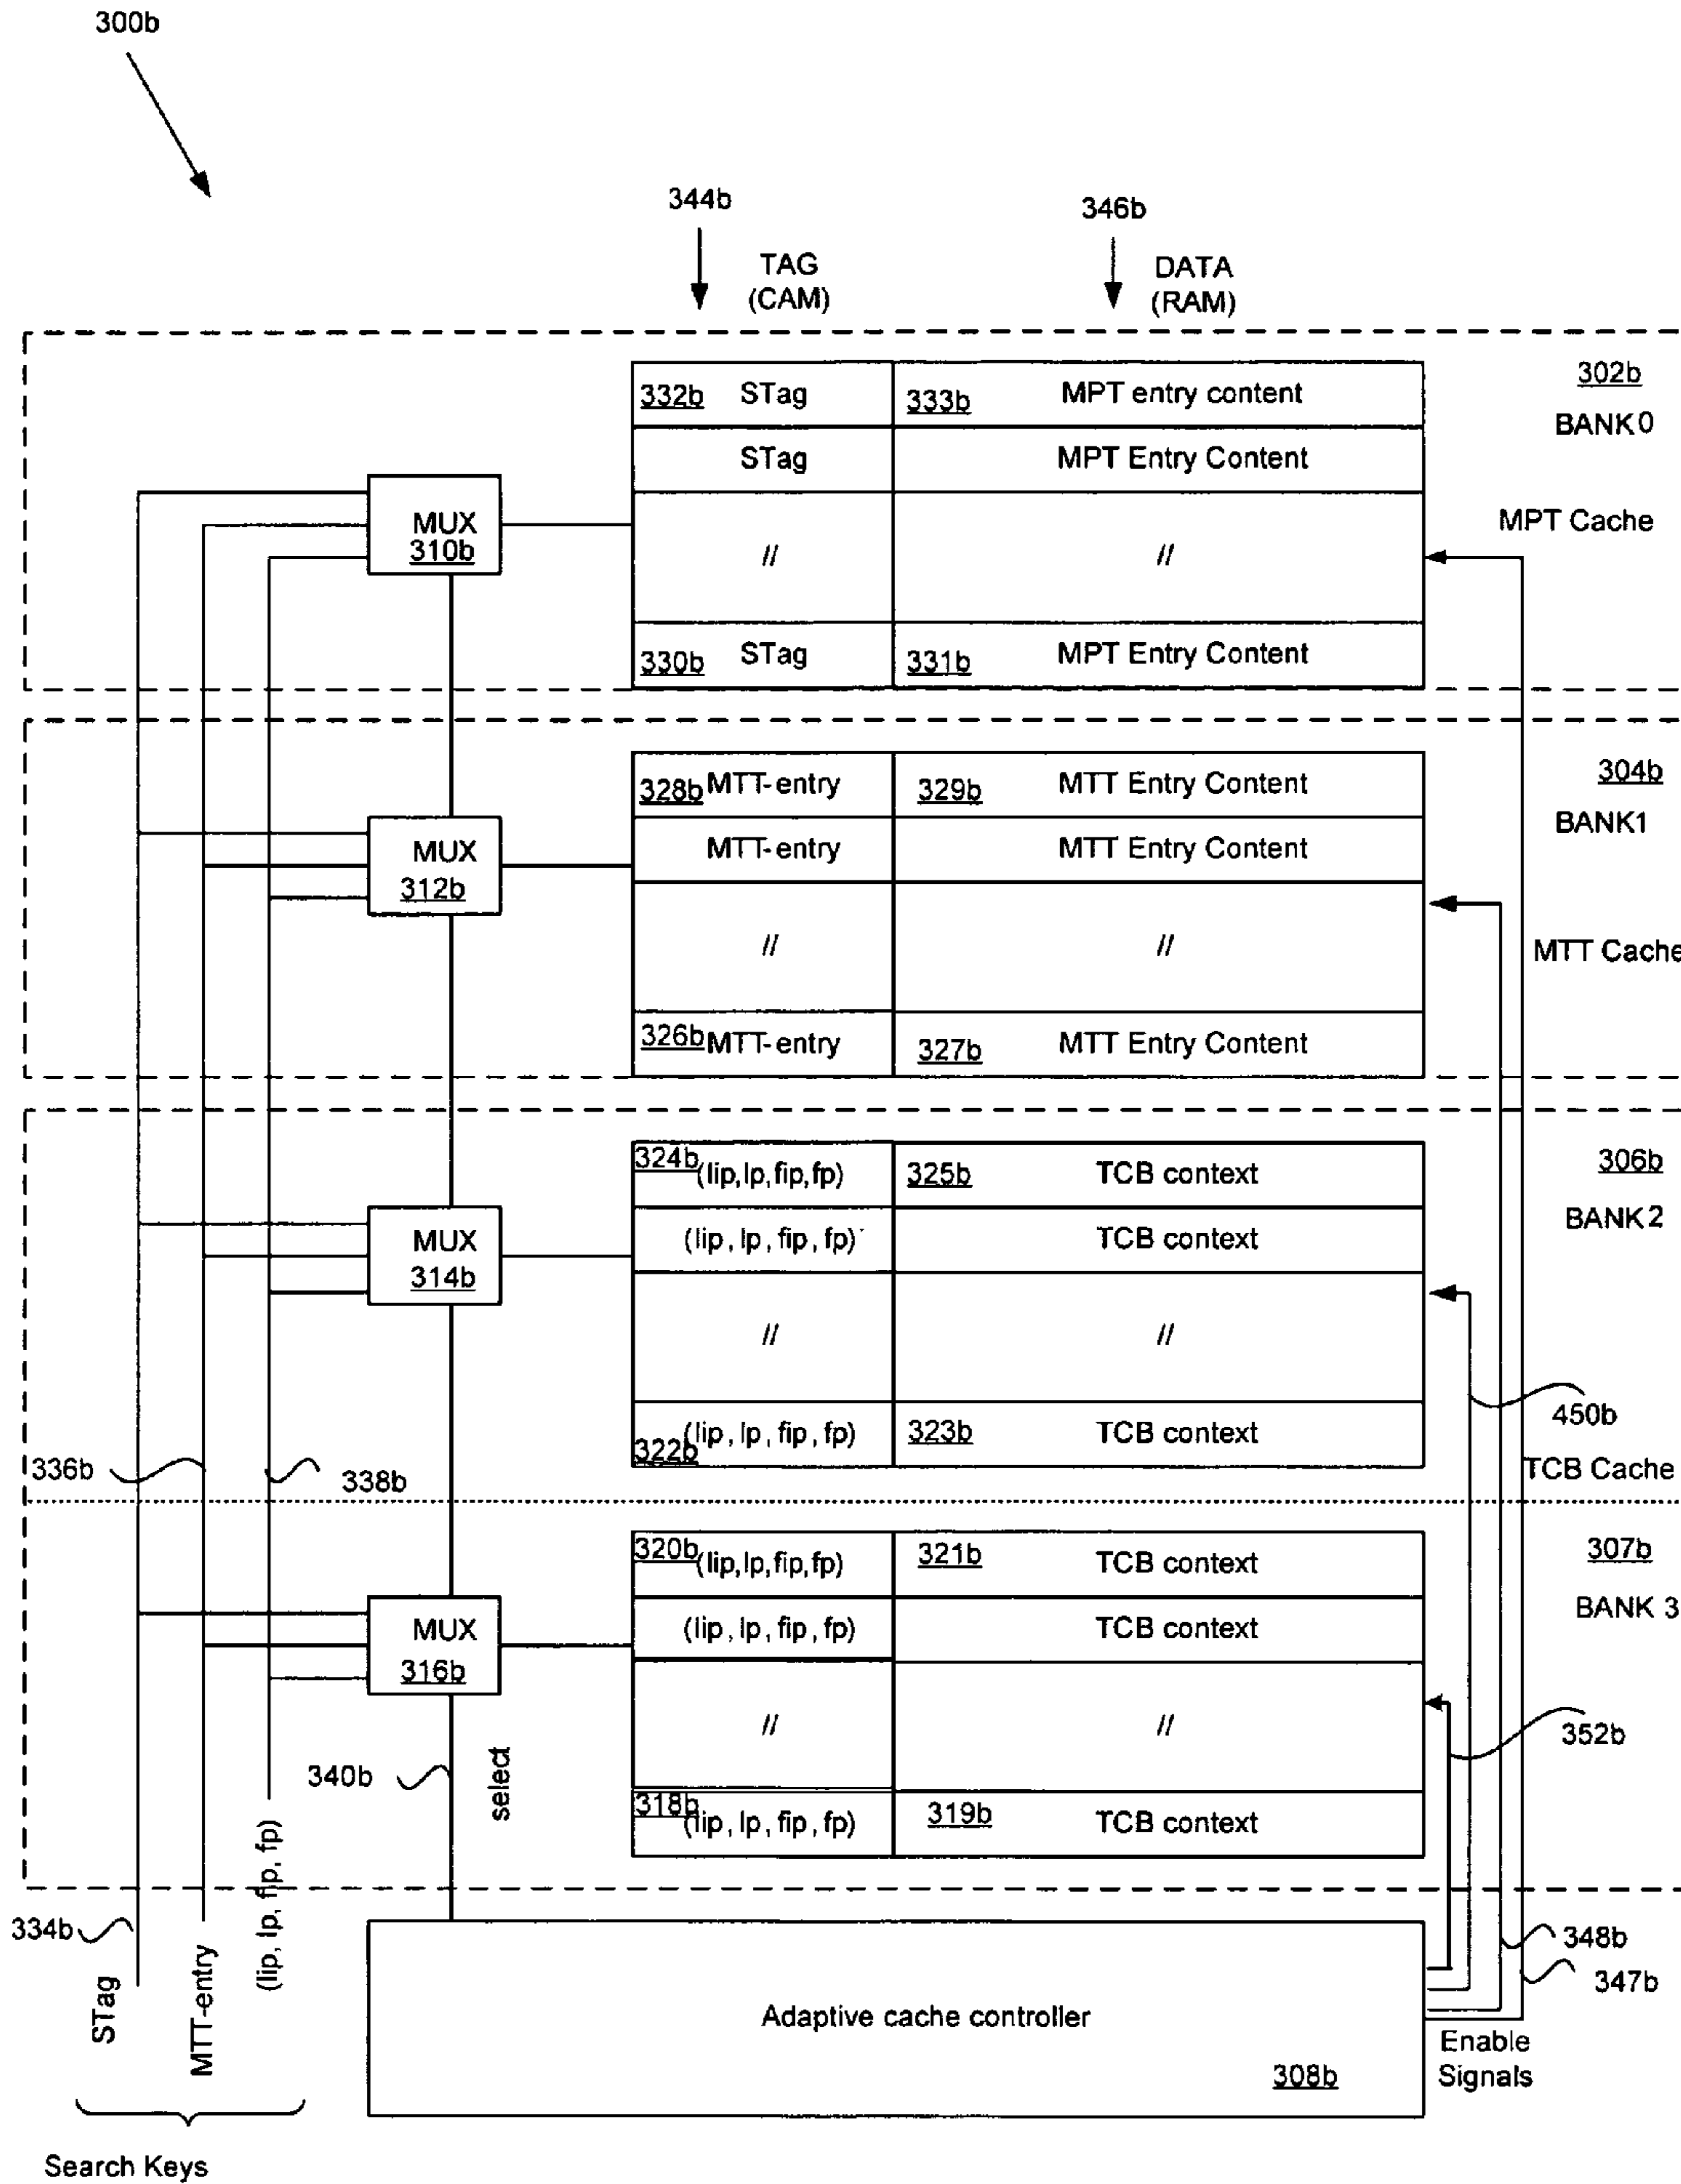 300b
344b
346b
TAG
(CAM)
DATA
(RAM)
332b STag
333b MPT entry content
302b
BANK 0
STag
MPT Entry Content
MUX
310b
//
//
MPT Cache
330b STag
331b MPT Entry Content
328b MTT-entry
329b MTT Entry Content
304b
BANK1
MUX
312b
MTT-entry
MTT Entry Content
//
//
MTT Cache
326b MTT-entry
327b MTT Entry Content
324b (lip,lp,fip,fp)
325b TCB context
306b
BANK 2
MUX
314b
(lip, lp, fip, fp)
TCB context
//
//
450b
322b (lip, lp, fip, fp)
323b TCB context
336b
338b
TCB Cache
320b (lip,lp,fip,fp)
321b TCB context
307b
BANK 3
MUX
316b
(lip, lp, fip, fp)
TCB context
//
//
352b
340b
select
318b (lip, lp, fip, fp)
319b TCB context
334b
STag
MTT-entry
(lip, lp, fip, fp)
348b
347b
Adaptive cache controller
308b
Enable
Signals
Search Keys